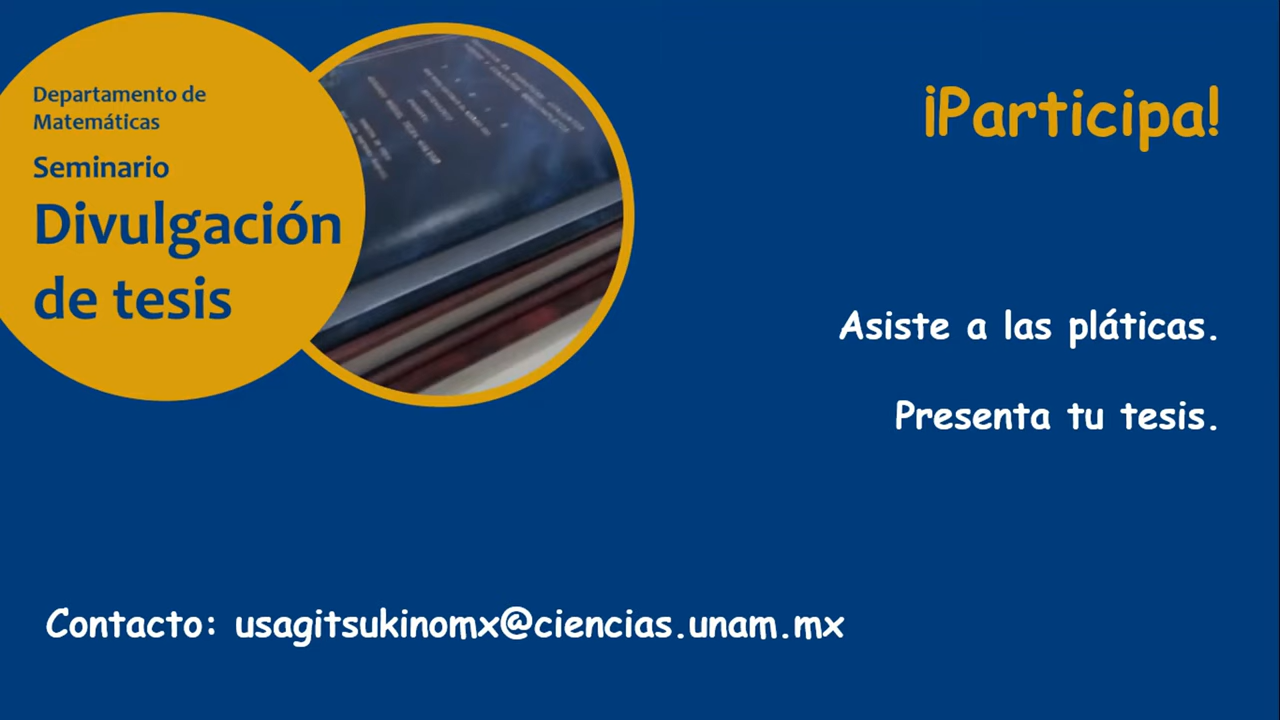 Departamento de
Matemáticas
Seminario
Divulgación
de tesis
¡Participa!
Asiste a las pláticas.
Presenta tu tesis.
Contacto: usagitsukinomx@ciencias.unam.mx